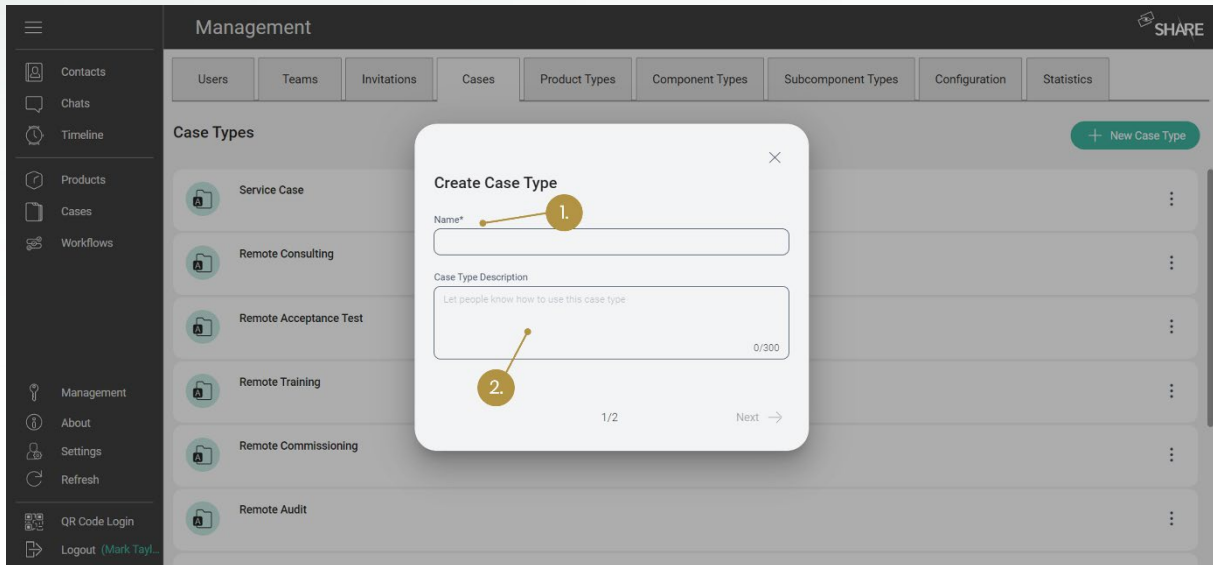 Management
SHARE
Contacts
Chats
Timeline
Products
Cases
Workflows
Management
About
Settings
Refresh
QR Code Login
Logout (Mark Tayl...
Users Teams Invitations Cases Product Types Component Types Subcomponent Types Configuration Statistics
Case Types
+ New Case Type
A Service Case
A Remote Consulting
A Remote Acceptance Test
A Remote Training
A Remote Commissioning
A Remote Audit
Create Case Type
1.
Name*
Case Type Description
Let people know how to use this case type
0/300
2.
1/2
Next →